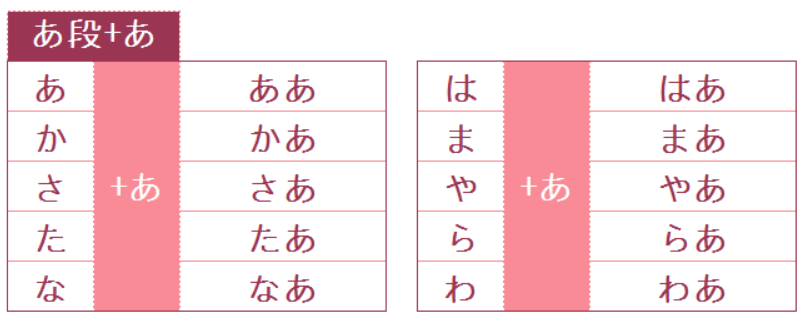 あ段+あ
あ ああ
か かあ
さ +あ さあ
た たあ
な なあ
は はあ
ま まあ
や +あ やあ
ら らあ
わ わあ